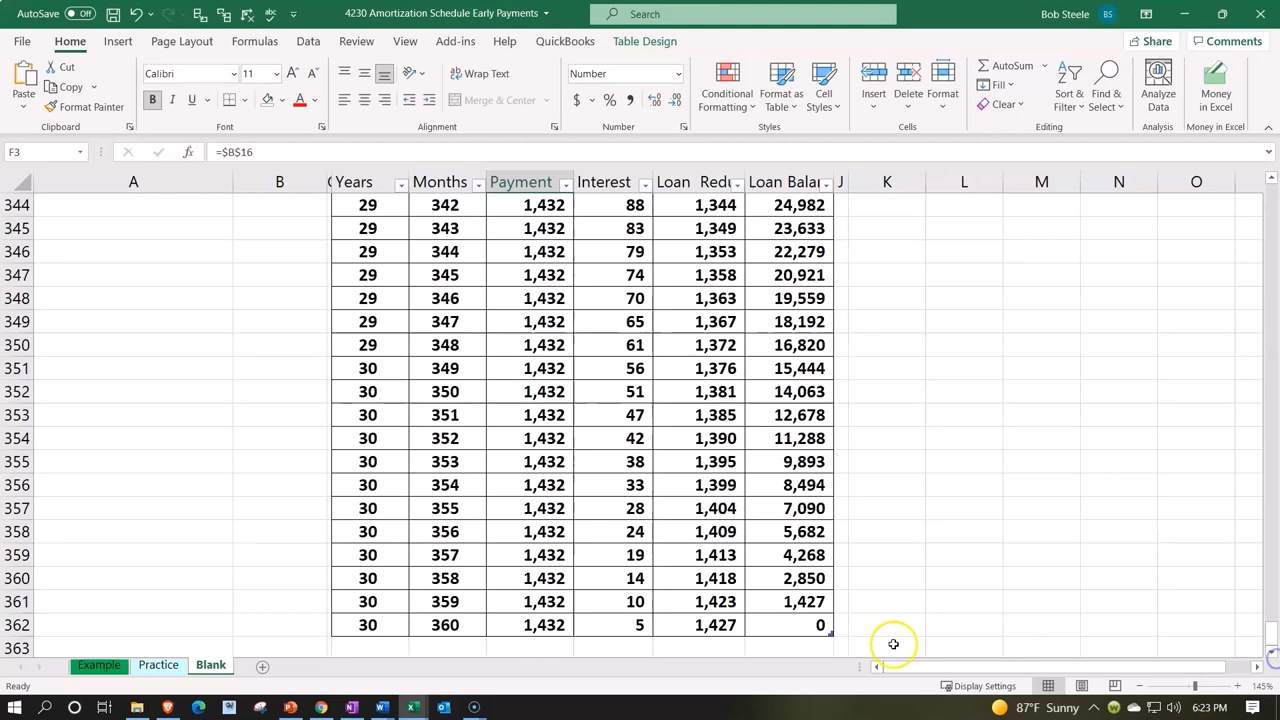 AutoSave Off 4230 Amortization Schedule Early Payments Search Bob Steele BS
File Home Insert Page Layout Formulas Data Review View Add-ins Help QuickBooks Table Design Share Comments
Paste Cut Copy Format Painter Clipboard
Calibri 11 B I U Font
Wrap Text Merge & Center Alignment
Number $ % Number
Conditional Formatting Format as Table Cell Styles Styles
Insert Delete Format Cells
AutoSum Fill Clear Sort & Filter Find & Select Editing
Analyze Data Analysis
Money in Excel Money in Excel
F3 fx =$B$16
A B C Years Months Payment Interest Loan Redu Loan Balar J K L M N O
344 29 342 1,432 88 1,344 24,982
345 29 343 1,432 83 1,349 23,633
346 29 344 1,432 79 1,353 22,279
347 29 345 1,432 74 1,358 20,921
348 29 346 1,432 70 1,363 19,559
349 29 347 1,432 65 1,367 18,192
350 29 348 1,432 61 1,372 16,820
351 30 349 1,432 56 1,376 15,444
352 30 350 1,432 51 1,381 14,063
353 30 351 1,432 47 1,385 12,678
354 30 352 1,432 42 1,390 11,288
355 30 353 1,432 38 1,395 9,893
356 30 354 1,432 33 1,399 8,494
357 30 355 1,432 28 1,404 7,090
358 30 356 1,432 24 1,409 5,682
359 30 357 1,432 19 1,413 4,268
360 30 358 1,432 14 1,418 2,850
361 30 359 1,432 10 1,423 1,427
362 30 360 1,432 5 1,427 0
363
Example Practice Blank
Ready Display Settings 145%
87°F Sunny 6:23 PM